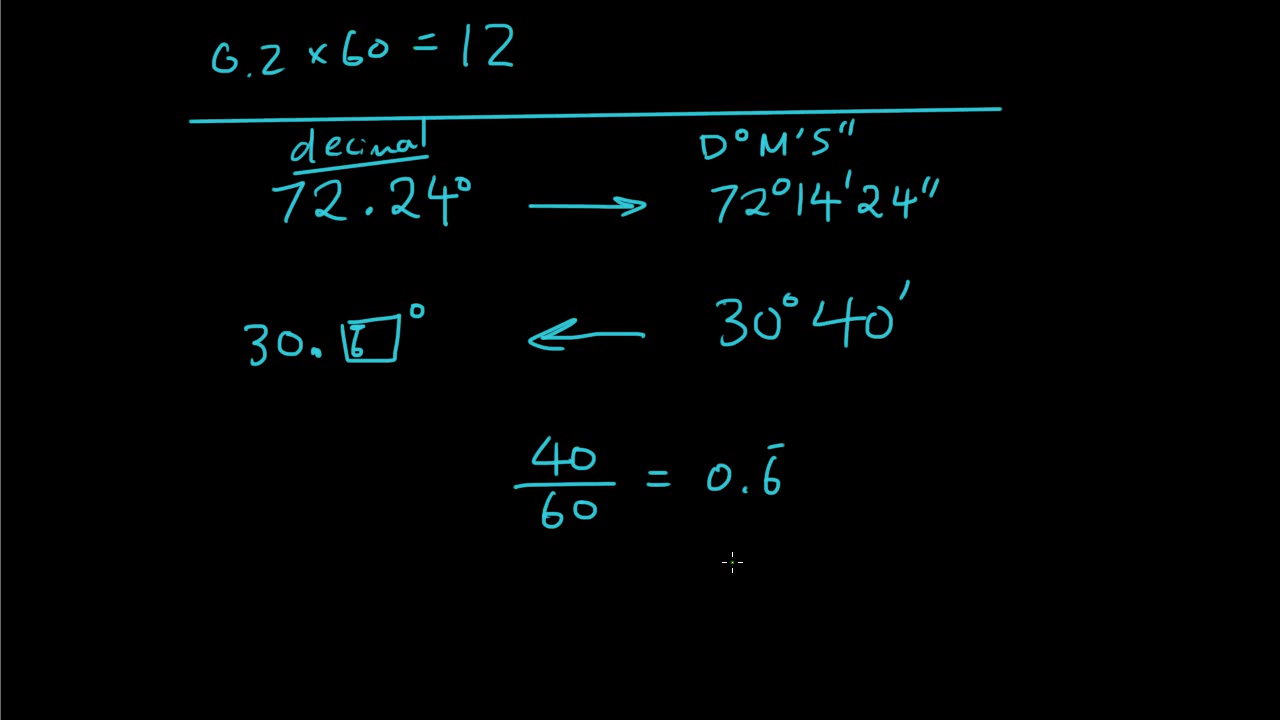 0.2 × 60 = 12
decimal D°M'S"
72.24° → 72°14'24"
30.6̅° ← 30°40'
40
60 = 0.6̅